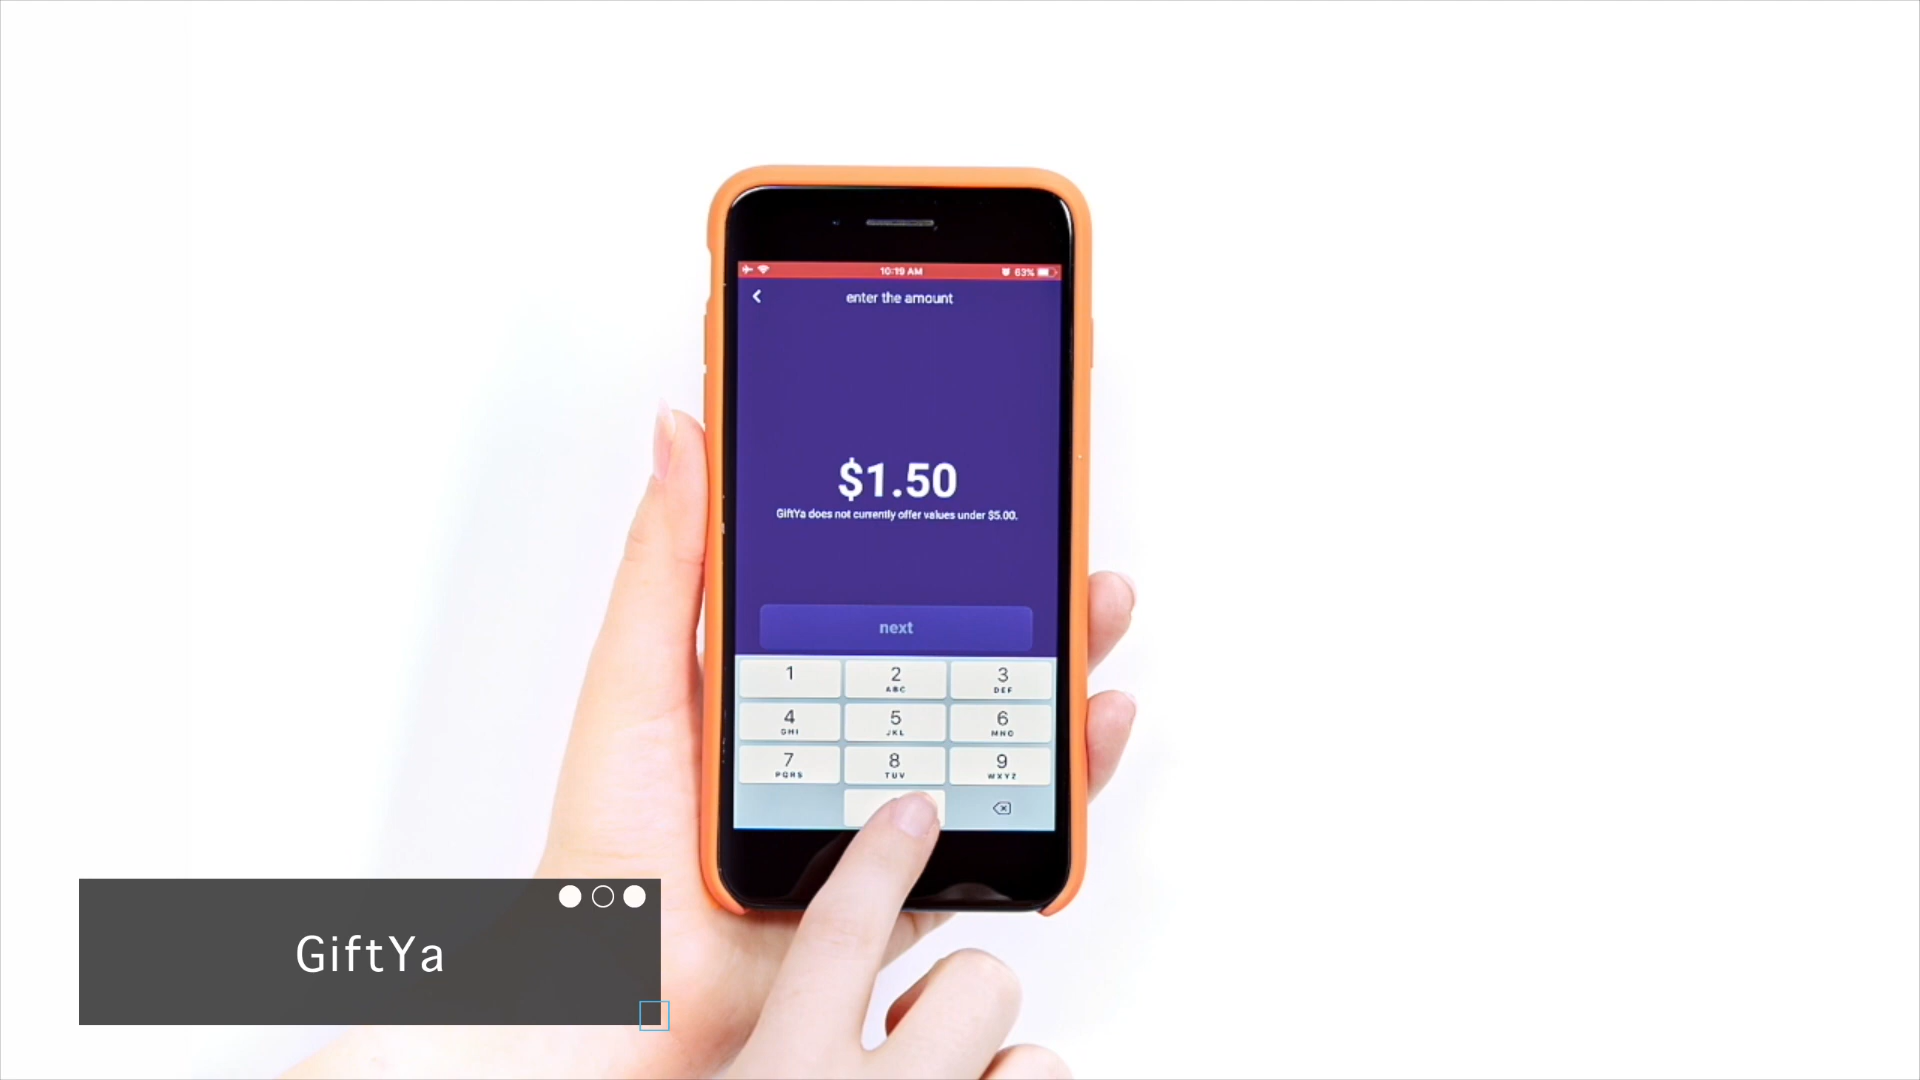 10:19 AM 63%
enter the amount
$1.50
GiftYa does not currently offer values under $5.00.
next
1 2 3
ABC DEF
4 5 6
GHI JKL MNO
7 8 9
PQRS TUV WXYZ
GiftYa